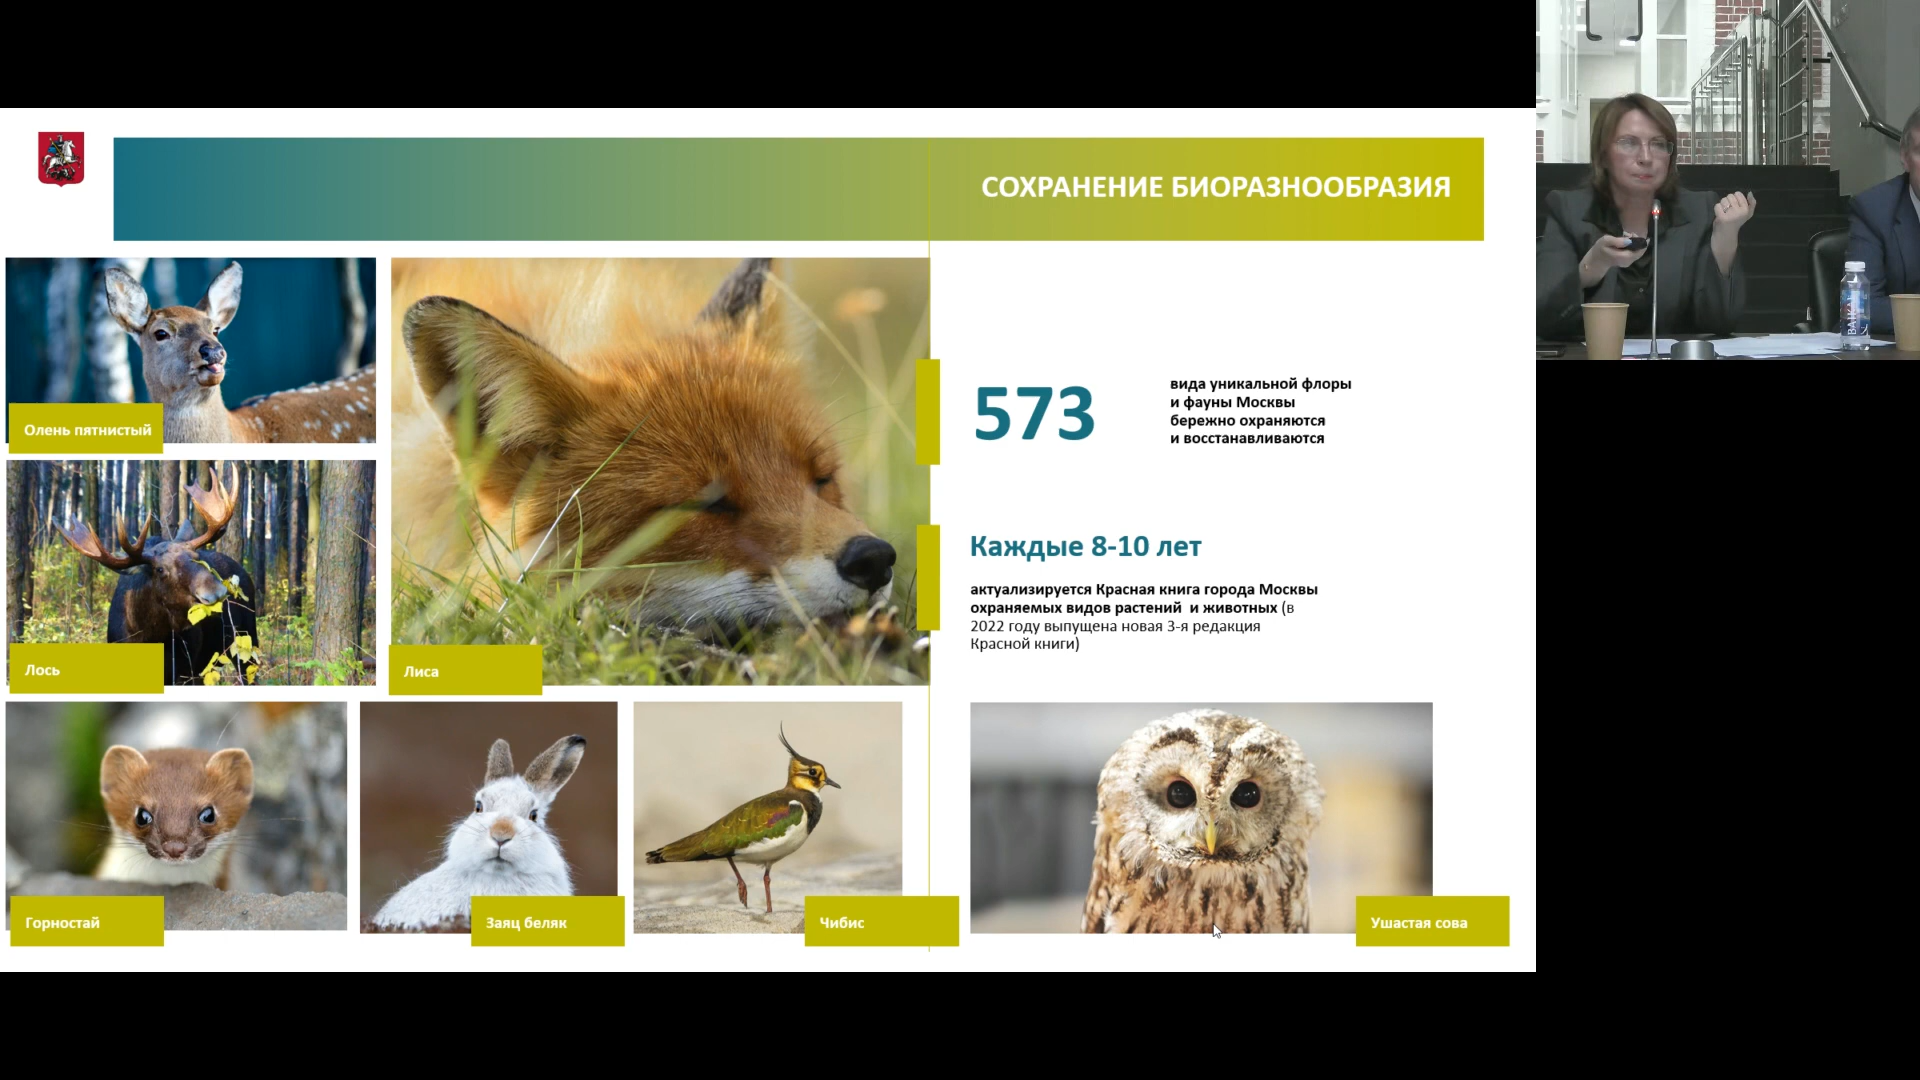 СОХРАНЕНИЕ БИОРАЗНООБРАЗИЯ
Олень пятнистый
573
вида уникальной флоры
и фауны Москвы
бережно охраняются
и восстанавливаются
Каждые 8-10 лет
актуализируется Красная книга города Москвы
охраняемых видов растений и животных (в
2022 году выпущена новая 3-я редакция
Красной книги)
Лось
Лиса
Горностай
Заяц беляк
Чибис
Ушастая сова